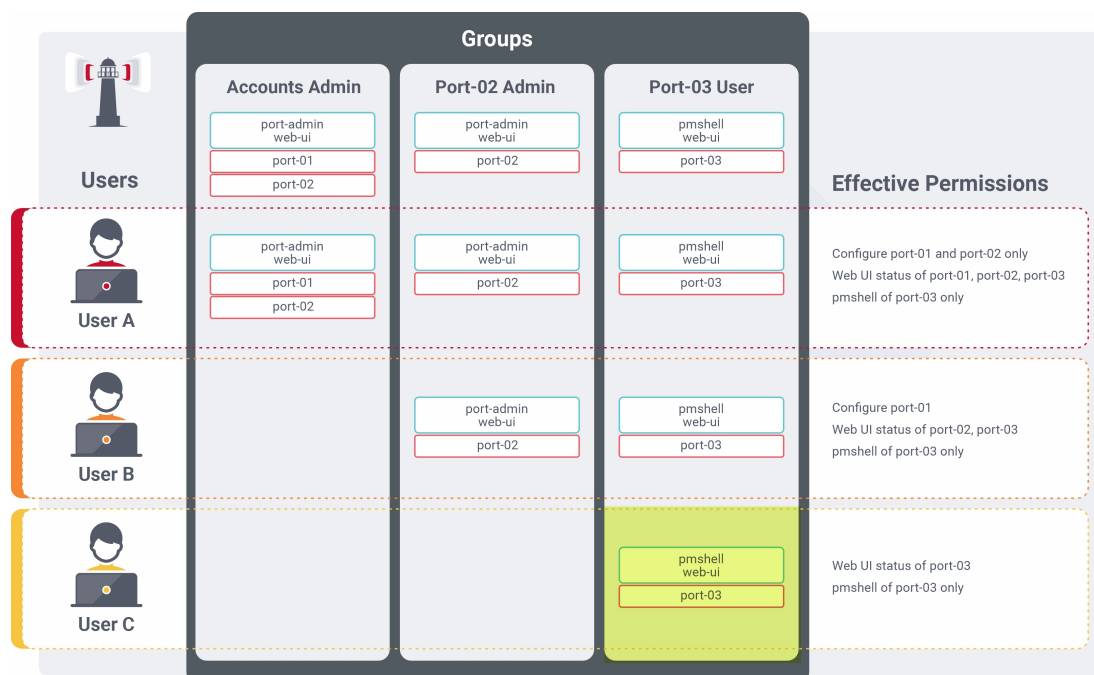 Groups
Accounts Admin
port-admin
web-ui
port-01
port-02
Port-02 Admin
port-admin
web-ui
port-02
Port-03 User
pmshell
web-ui
port-03
Users
Effective Permissions
User A
port-admin
web-ui
port-01
port-02
port-admin
web-ui
port-02
pmshell
web-ui
port-03
Configure port-01 and port-02 only
Web UI status of port-01, port-02, port-03
pmshell of port-03 only
User B
port-admin
web-ui
port-02
pmshell
web-ui
port-03
Configure port-01
Web UI status of port-02, port-03
pmshell of port-03 only
User C
pmshell
web-ui
port-03
Web UI status of port-03
pmshell of port-03 only